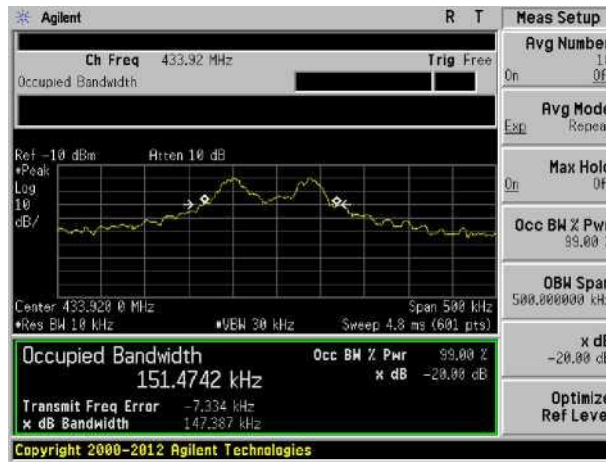 Agilent R T Meas Setup
Ch Freq 433.92 MHz Trig Free
Occupied Bandwidth
Avg Number
10
On Off
Avg Mode
Exp Repeat
Max Hold
On Off
Occ BW % Pwr
99.00 %
OBW Span
500.000000 kHz
x dB
-20.00 dB
Optimize
Ref Level
Ref -10 dBm Atten 10 dB
#Peak
Log
10
dB/
Center 433.920 0 MHz Span 500 kHz
#Res BW 10 kHz #VBW 30 kHz Sweep 4.8 ms (601 pts)
Occupied Bandwidth Occ BW % Pwr 99.00 %
151.4742 kHz x dB -20.00 dB
Transmit Freq Error -7.334 kHz
x dB Bandwidth 147.387 kHz
Copyright 2000-2012 Agilent Technologies